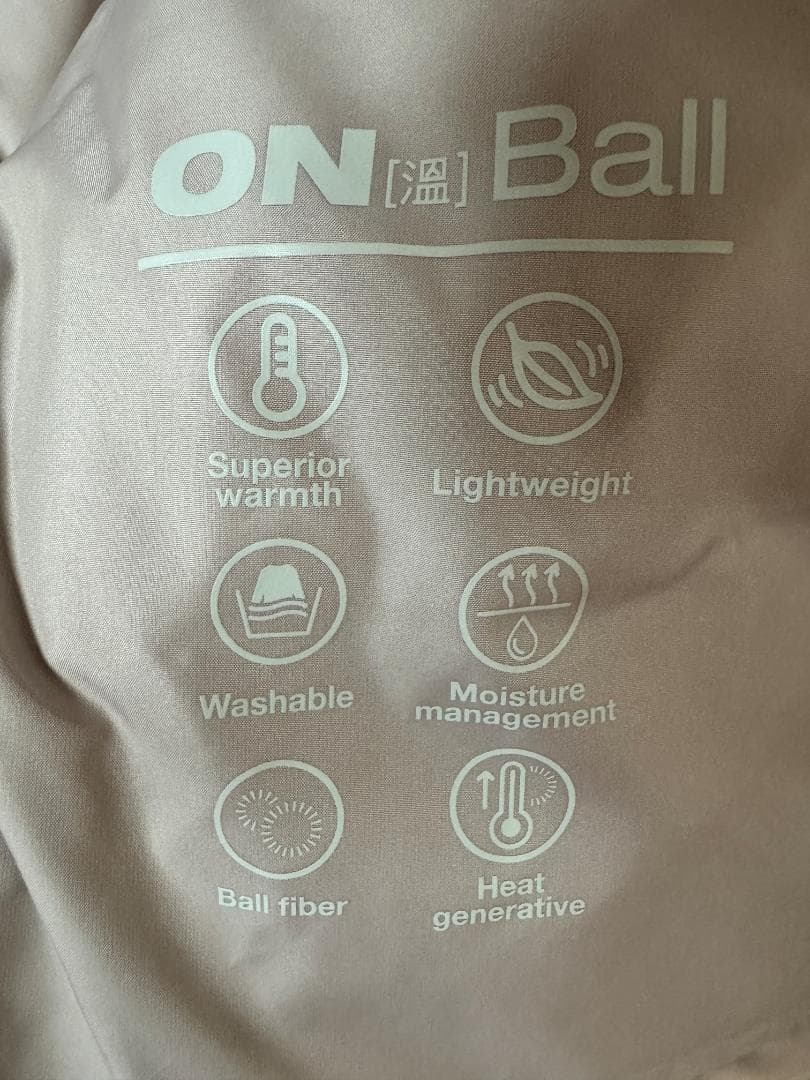 ON [溫] Ball
Superior
warmth
Lightweight
Washable
Moisture
management
Ball fiber
Heat
generative